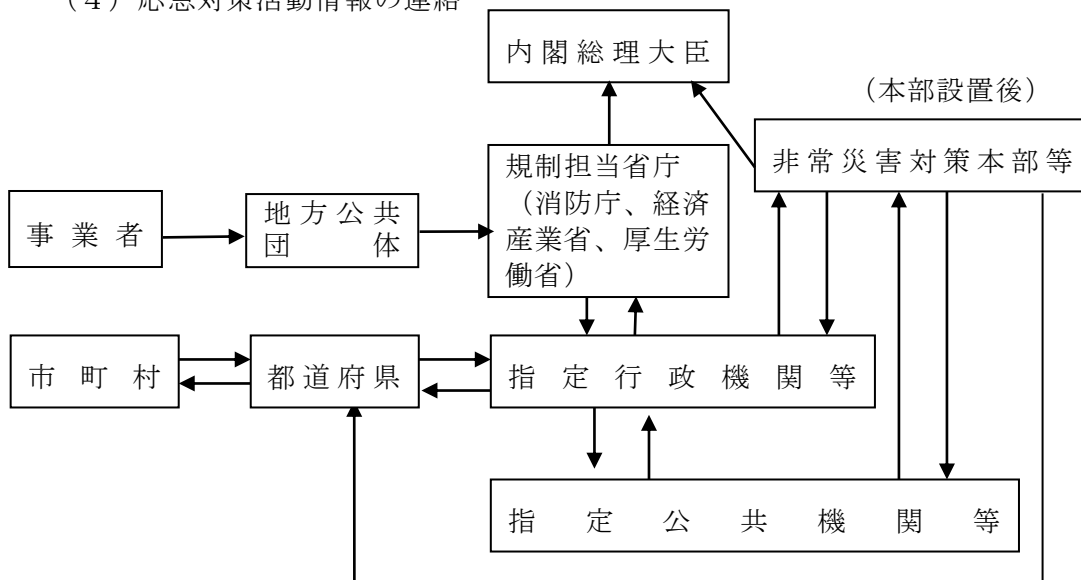 （４）応急対策活動情報の連絡
内閣総理大臣
（本部設置後）
非常災害対策本部等
規制担当省庁
（消防庁、経済
産業省、厚生労
働省）
事業者
地方公共
団体
市町村
都道府県
指定行政機関等
指定公共機関等